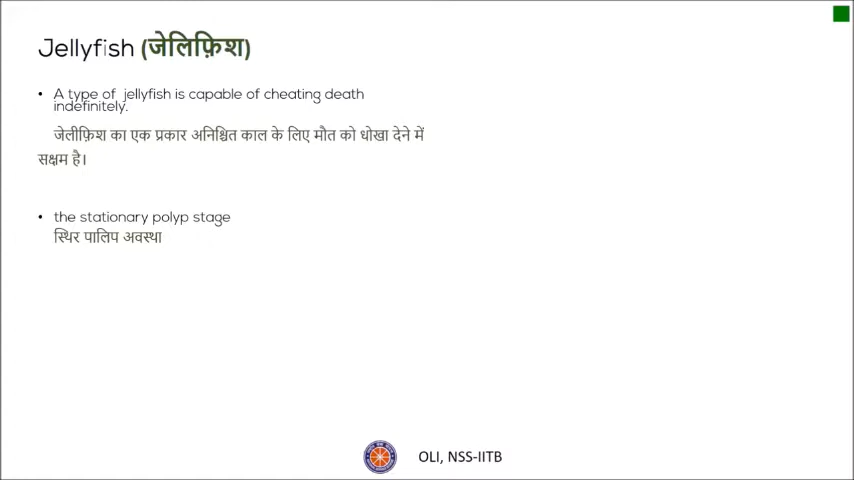 Jellyfish (जेलिफ़िश)
• A type of jellyfish is capable of cheating death
indefinitely.
जेलीफ़िश का एक प्रकार अनिश्चित काल के लिए मौत को धोखा देने में
सक्षम है।
• the stationary polyp stage
स्थिर पालिप अवस्था
OLI, NSS-IITB